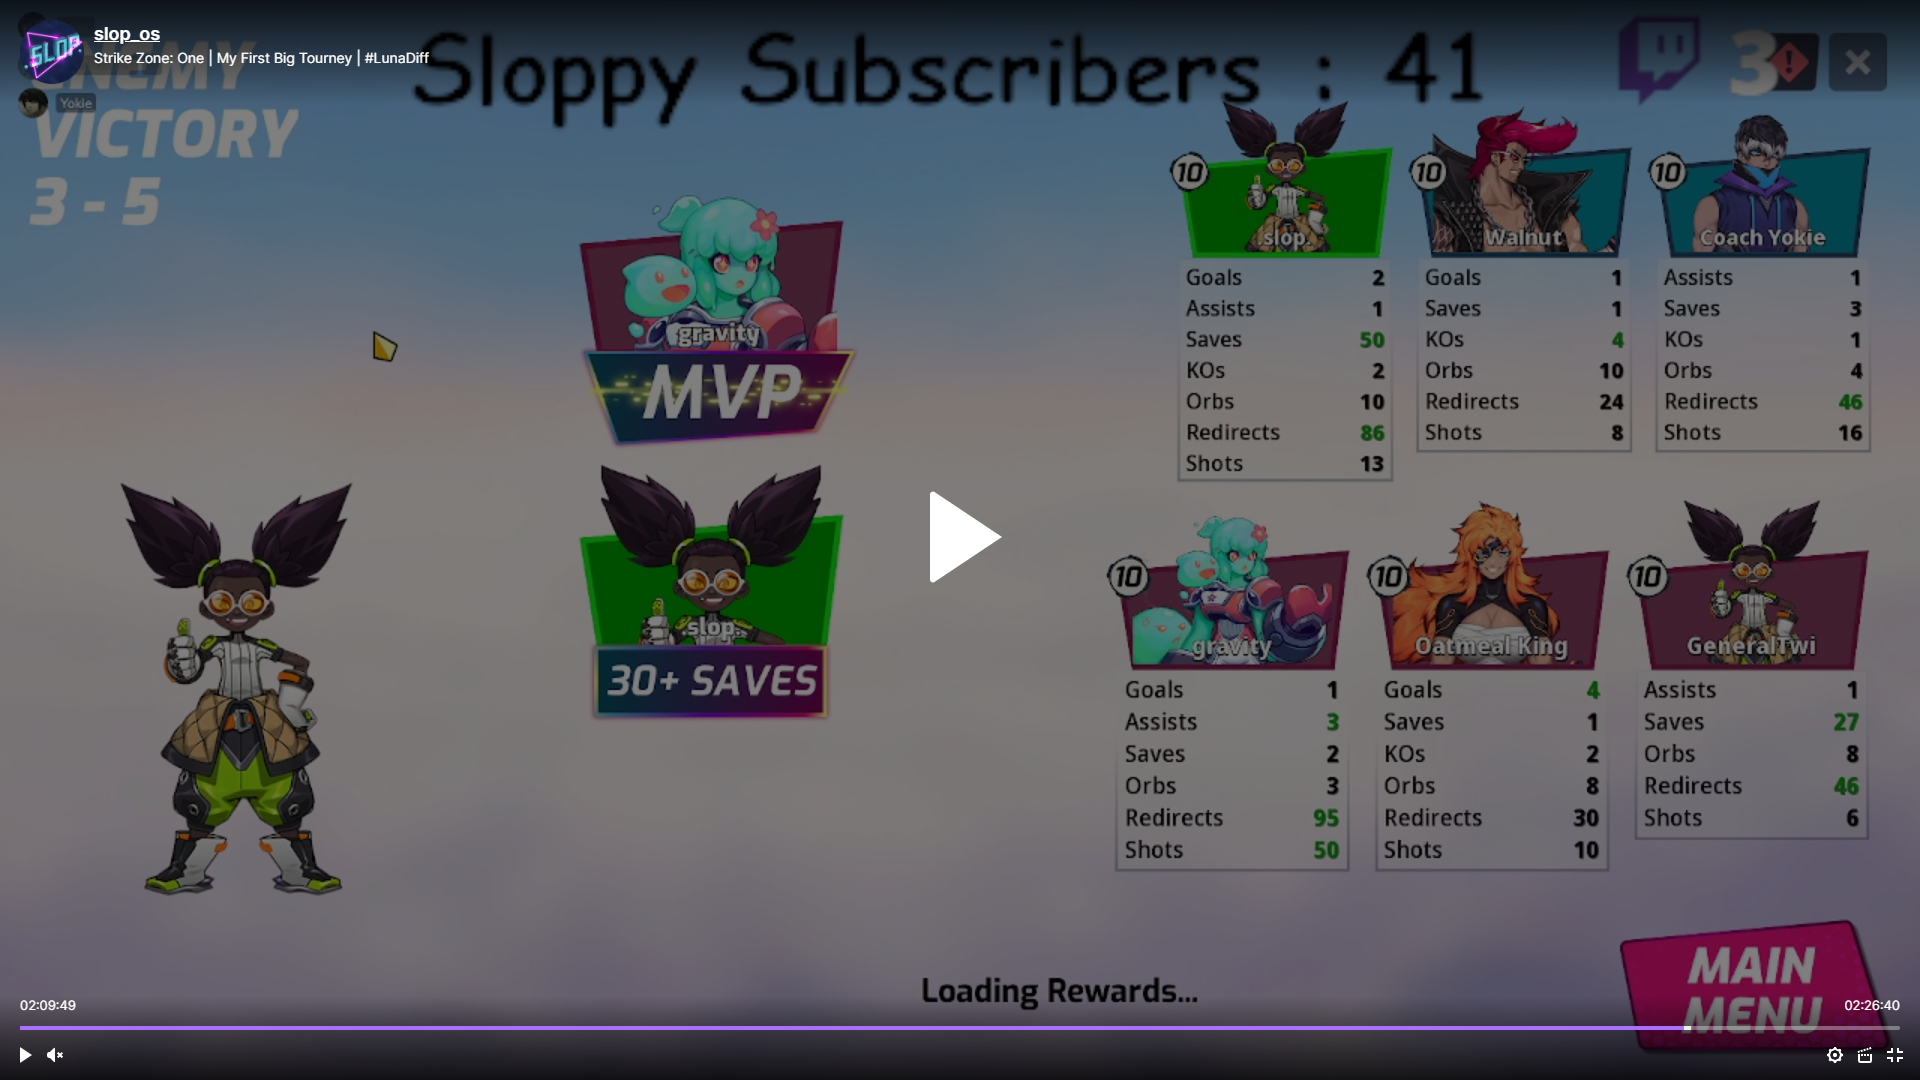 slop_os
Strike Zone: One | My First Big Tourney | #LunaDiff
SLOP
Yokie
Sloppy Subscribers : 41
3
ENEMY
VICTORY
3 - 5
gravity
MVP
slop.
30+ SAVES
10
slop.
Goals 2
Assists 1
Saves 50
KOs 2
Orbs 10
Redirects 86
Shots 13
10
Walnut
Goals 1
Saves 1
KOs 4
Orbs 10
Redirects 24
Shots 8
10
Coach Yokie
Assists 1
Saves 3
KOs 1
Orbs 4
Redirects 46
Shots 16
10
gravity
Goals 1
Assists 3
Saves 2
Orbs 3
Redirects 95
Shots 50
10
Oatmeal King
Goals 4
Saves 1
KOs 2
Orbs 8
Redirects 30
Shots 10
10
GeneralTwi
Assists 1
Saves 27
Orbs 8
Redirects 46
Shots 6
Loading Rewards...
MAIN
MENU
02:09:49
02:26:40